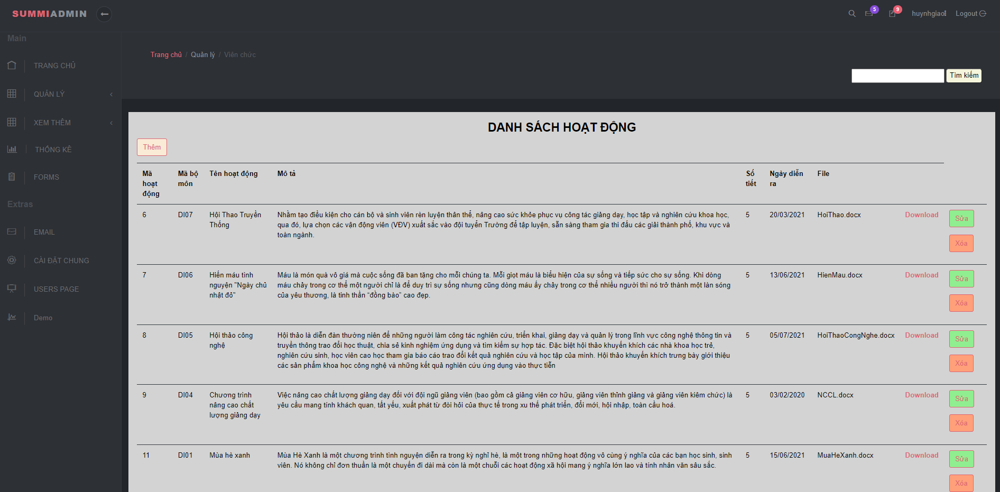 SUMMIADMIN
5
9
huynhgiao
Logout
Main
TRANG CHỦ
QUẢN LÝ
XEM THÊM
THỐNG KÊ
FORMS
Extras
EMAIL
CÀI ĐẶT CHUNG
USERS PAGE
Demo
Trang chủ / Quản lý / Viên chức
Tìm kiếm
DANH SÁCH HOẠT ĐỘNG
Thêm
Mã hoạt động
Mã bộ môn
Tên hoạt động
Mô tả
Số tiết
Ngày diễn ra
File
6
DI07
Hội Thao Truyền
Thống
Nhằm tạo điều kiện cho cán bộ và sinh viên rèn luyện thân thể, nâng cao sức khỏe phục vụ công tác giảng dạy, học tập và nghiên cứu khoa học,
qua đó, lựa chọn các vận động viên (VĐV) xuất sắc vào đội tuyển Trường để tập luyện, sẵn sàng tham gia thi đấu các giải thành phố, khu vực và
toàn ngành.
5
20/03/2021
HoiThao.docx
Download
Sửa
Xóa
7
DI06
Hiến máu tình
nguyện "Ngày chủ
nhật đỏ"
Máu là món quà vô giá mà cuộc sống đã ban tặng cho mỗi chúng ta. Mỗi giọt máu là biểu hiện của sự sống và tiếp sức cho sự sống. Khi dòng
máu chảy trong cơ thể một người chỉ là để duy trì sự sống nhưng cũng dòng máu ấy chảy trong cơ thể nhiều người thì nó trở thành một làn sóng
của yêu thương, là tinh thần “đồng bào” cao đẹp.
5
13/06/2021
HienMau.docx
Download
Sửa
Xóa
8
DI05
Hội thảo công
nghệ
Hội thảo là diễn đàn thường niên để những người làm công tác nghiên cứu, triển khai, giảng dạy và quản lý trong lĩnh vực công nghệ thông tin và
truyền thông trao đổi học thuật, chia sẻ kinh nghiệm ứng dụng và tìm kiếm sự hợp tác. Đặc biệt hội thảo khuyến khích các nhà khoa học trẻ,
nghiên cứu sinh, học viên cao học tham gia báo cáo trao đổi kết quả nghiên cứu và học tập của mình. Hội thảo khuyến khích trưng bày giới thiệu
các sản phẩm khoa học công nghệ và những kết quả nghiên cứu ứng dụng vào thực tiễn
5
05/07/2021
HoiThaoCongNghe.docx
Download
Sửa
Xóa
9
DI04
Chương trình
nâng cao chất
lượng giảng dạy
Việc nâng cao chất lượng giảng dạy đối với đội ngũ giảng viên (bao gồm cả giảng viên cơ hữu, giảng viên thỉnh giảng và giảng viên kiêm chức) là
yêu cầu mang tính khách quan, tất yếu, xuất phát từ đòi hỏi của thực tế trong xu thế phát triển, đổi mới, hội nhập, toàn cầu hoá.
5
03/02/2020
NCCL.docx
Download
Sửa
Xóa
11
DI01
Mùa hè xanh
Mùa Hè Xanh là một chương trình tình nguyện diễn ra trong kỳ nghỉ hè, là một trong những hoạt động vô cùng ý nghĩa của các bạn học sinh, sinh
viên. Nó không chỉ đơn thuần là một chuyến đi dài mà còn là một chuỗi các hoạt động xã hội mang ý nghĩa lớn lao và tính nhân văn sâu sắc.
5
15/06/2021
MuaHeXanh.docx
Download
Sửa
Xóa